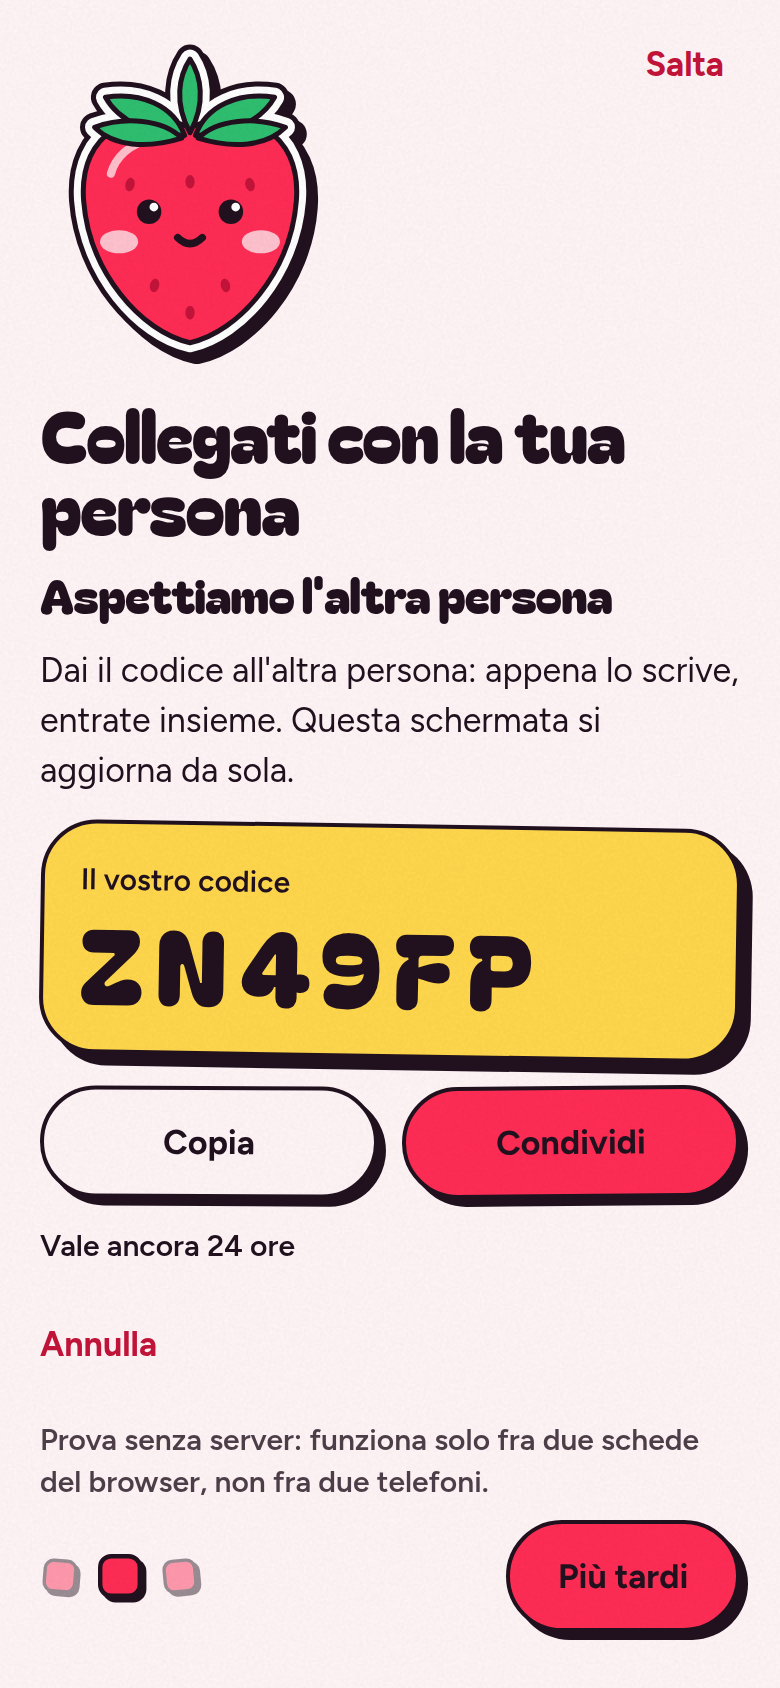 Salta
Collegati con la tua
persona
Aspettiamo l'altra persona
Dai il codice all'altra persona: appena lo scrive,
entrate insieme. Questa schermata si
aggiorna da sola.
Il vostro codice
ZN49FP
Copia
Condividi
Vale ancora 24 ore
Annulla
Prova senza server: funziona solo fra due schede
del browser, non fra due telefoni.
Più tardi